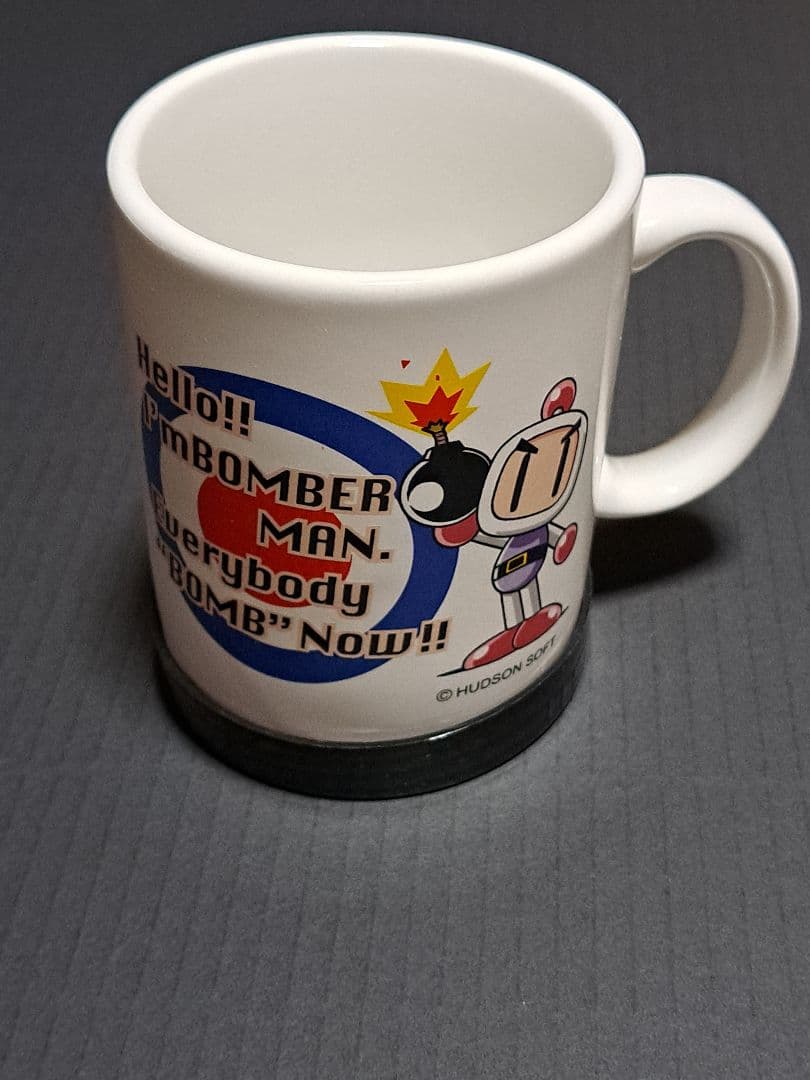 Hello!!
I'mBOMBER
MAN.
Everybody
"BOMB" Now!!
© HUDSON SOFT